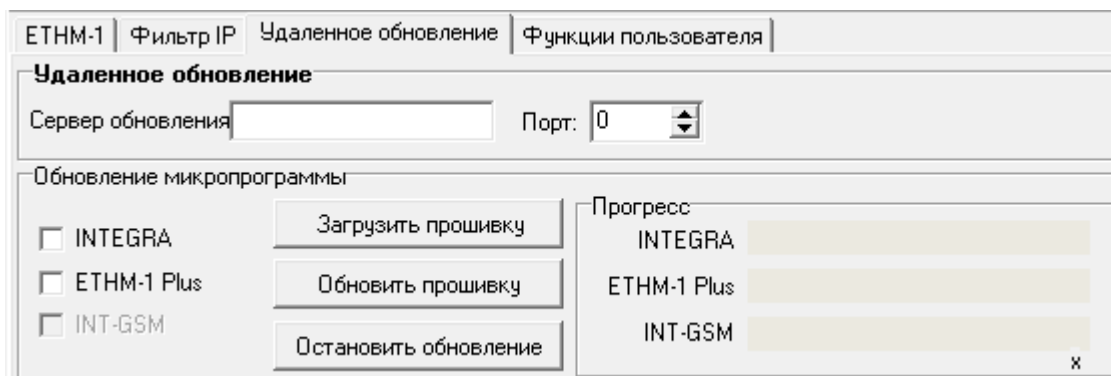 ETHM-1 Фильтр IP Удаленное обновление Функции пользователя
Удаленное обновление
Сервер обновления Порт: 0
Обновление микропрограммы
INTEGRA
ETHM-1 Plus
INT-GSM
Загрузить прошивку
Обновить прошивку
Остановить обновление
Прогресс
INTEGRA
ETHM-1 Plus
INT-GSM
x